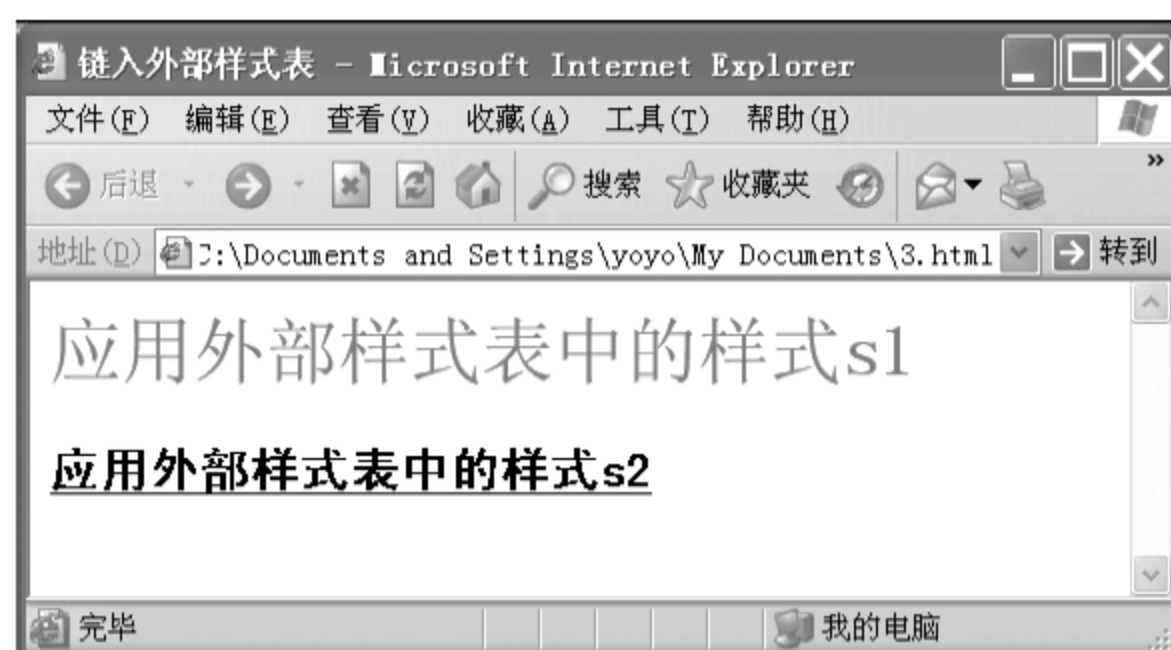 链入外部样式表 - Microsoft Internet Explorer
文件(F) 编辑(E) 查看(V) 收藏(A) 工具(T) 帮助(H)
后退 搜索 收藏夹 »
地址(D) C:\Documents and Settings\yoyo\My Documents\3.html 转到
应用外部样式表中的样式s1
应用外部样式表中的样式s2
完毕 我的电脑